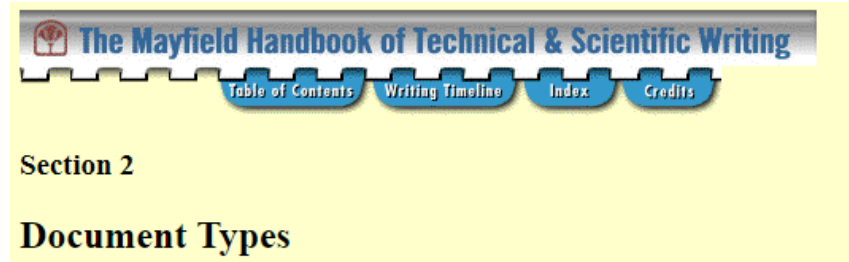 The Mayfield Handbook of Technical & Scientific Writing
Table of Contents Writing Timeline Index Credits
Section 2
Document Types